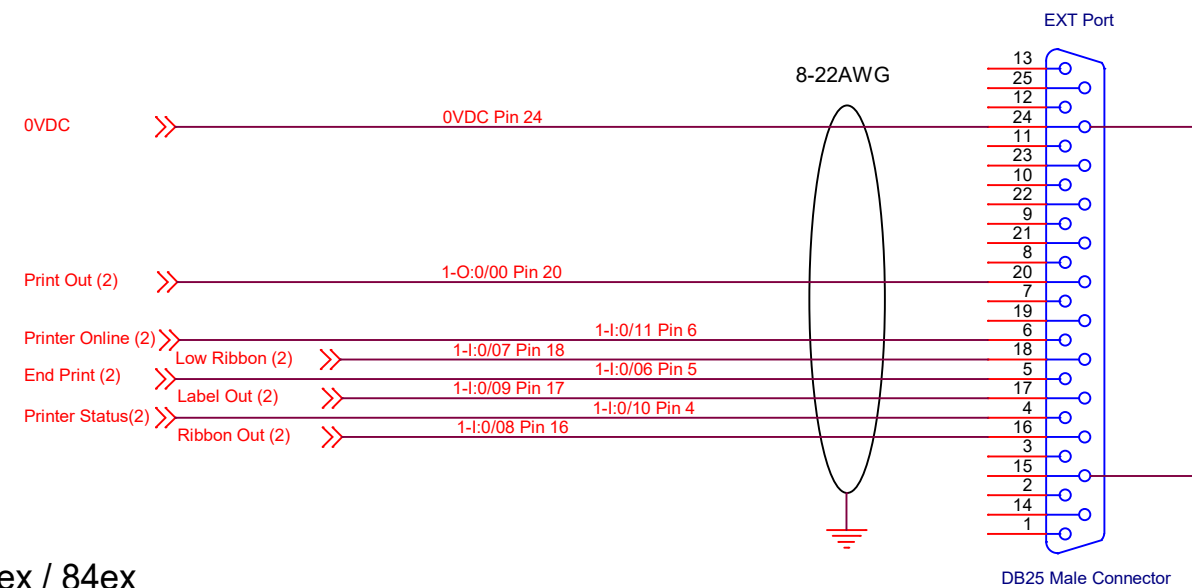 EXT Port
13
8-22AWG
25
12
0VDC
0VDC Pin 24
24
11
23
10
22
9
21
8
Print Out (2)
1-O:0/00 Pin 20
20
7
19
Printer Online (2)
1-I:0/11 Pin 6
6
Low Ribbon (2)
1-I:0/07 Pin 18
18
End Print (2)
1-I:0/06 Pin 5
5
Label Out (2)
1-I:0/09 Pin 17
17
Printer Status(2)
1-I:0/10 Pin 4
4
Ribbon Out (2)
1-I:0/08 Pin 16
16
3
15
2
14
1
ex / 84ex
DB25 Male Connector